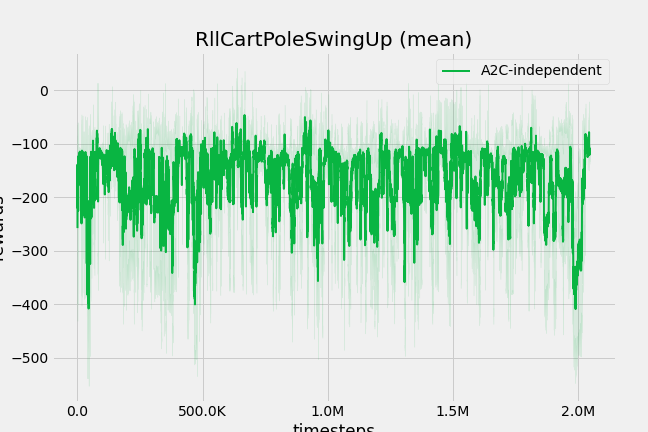 RllCartPoleSwingUp (mean)
A2C-independent
0
−100
−200
−300
−400
−500
rewards
0.0 500.0K 1.0M 1.5M 2.0M
timesteps